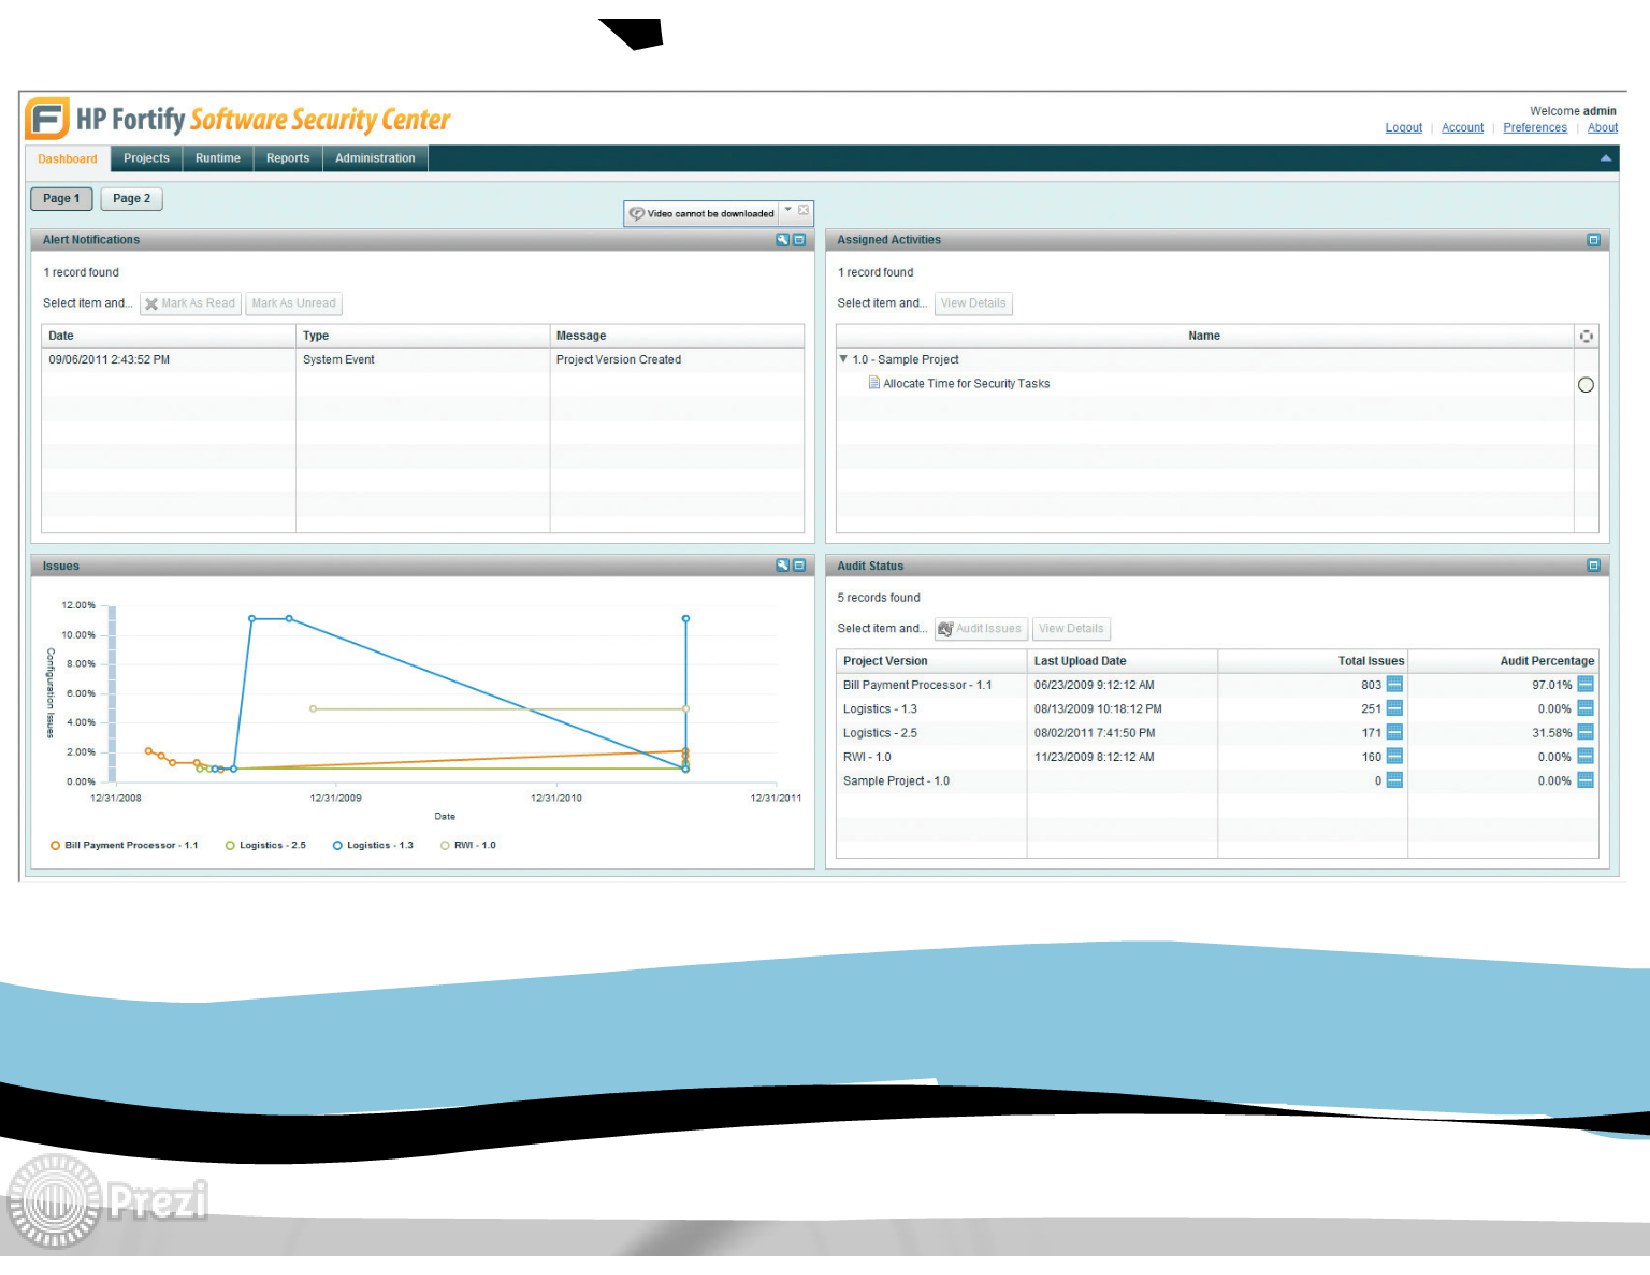 HP Fortify Software Security Center
Welcome admin
Logout | Account | Preferences | About
Dashboard Projects Runtime Reports Administration
Page 1 Page 2
Video cannot be downloaded
Alert Notifications
1 record found
Select item and... Mark As Read Mark As Unread
Date Type Message
09/06/2011 2:43:52 PM System Event Project Version Created
Assigned Activities
1 record found
Select item and... View Details
Name
1.0 - Sample Project
Allocate Time for Security Tasks
Issues
12.00%
10.00%
8.00%
6.00%
4.00%
2.00%
0.00%
Configuration Issues
12/31/2008 12/31/2009 12/31/2010 12/31/2011
Date
Bill Payment Processor - 1.1 Logistics - 2.5 Logistics - 1.3 RWI - 1.0
Audit Status
5 records found
Select item and... Audit Issues View Details
Project Version Last Upload Date Total Issues Audit Percentage
Bill Payment Processor - 1.1 06/23/2009 9:12:12 AM 803 97.01%
Logistics - 1.3 08/13/2009 10:18:12 PM 251 0.00%
Logistics - 2.5 08/02/2011 7:41:50 PM 171 31.58%
RWI - 1.0 11/23/2009 8:12:12 AM 160 0.00%
Sample Project - 1.0 0 0.00%
Prezi